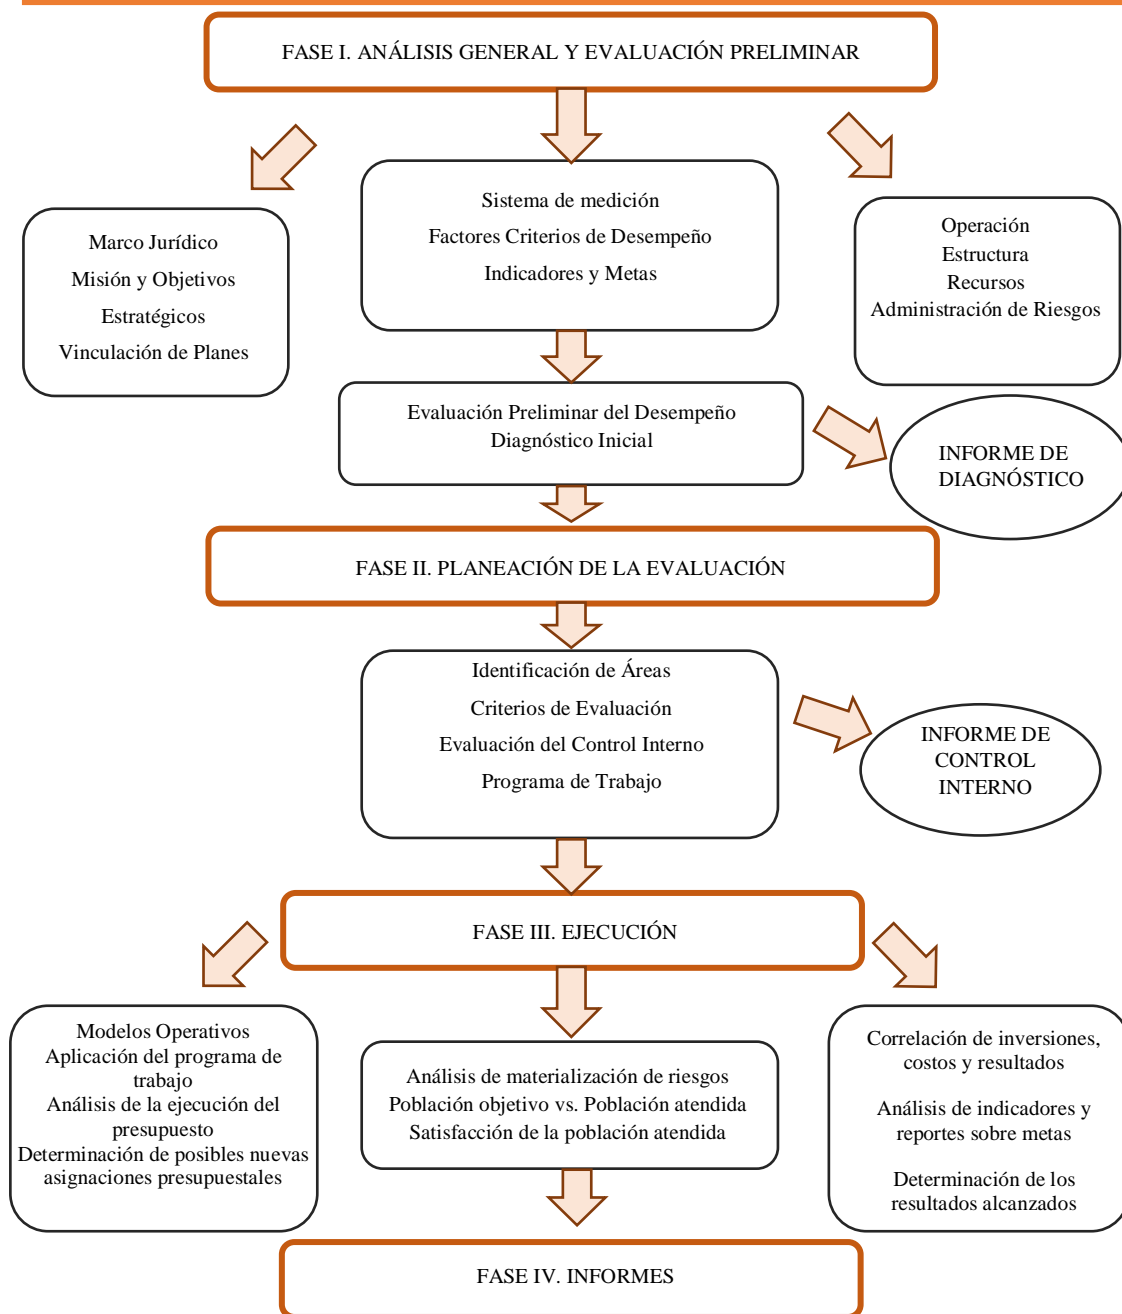 FASE I. ANÁLISIS GENERAL Y EVALUACIÓN PRELIMINAR
Marco Jurídico
Misión y Objetivos
Estratégicos
Vinculación de Planes
Sistema de medición
Factores Criterios de Desempeño
Indicadores y Metas
Operación
Estructura
Recursos
Administración de Riesgos
Evaluación Preliminar del Desempeño
Diagnóstico Inicial
INFORME DE
DIAGNÓSTICO
FASE II. PLANEACIÓN DE LA EVALUACIÓN
Identificación de Áreas
Criterios de Evaluación
Evaluación del Control Interno
Programa de Trabajo
INFORME DE
CONTROL
INTERNO
FASE III. EJECUCIÓN
Modelos Operativos
Aplicación del programa de
trabajo
Análisis de la ejecución del
presupuesto
Determinación de posibles nuevas
asignaciones presupuestales
Análisis de materialización de riesgos
Población objetivo vs. Población atendida
Satisfacción de la población atendida
Correlación de inversiones,
costos y resultados
Análisis de indicadores y
reportes sobre metas
Determinación de los
resultados alcanzados
FASE IV. INFORMES